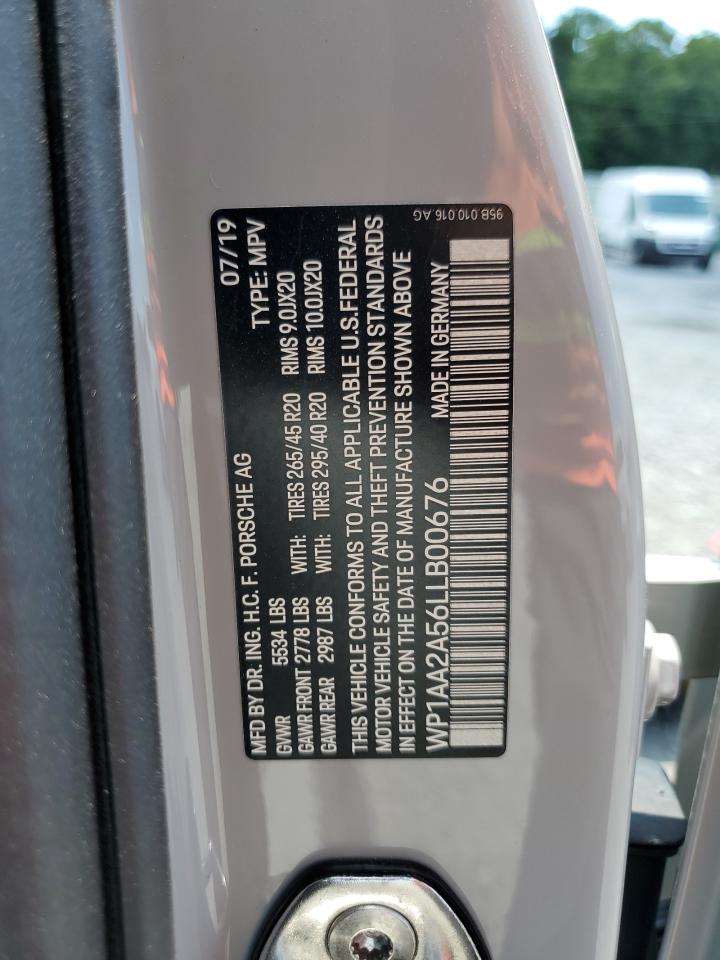 07/19
MFD BY DR. ING. H.C. F. PORSCHE AG TYPE: MPV
GVWR 5534 LBS
GAWR FRONT 2778 LBS WITH: TIRES 265/45 R20 RIMS 9.0JX20
GAWR REAR 2987 LBS WITH: TIRES 295/40 R20 RIMS 10.0JX20
THIS VEHICLE CONFORMS TO ALL APPLICABLE U.S. FEDERAL
MOTOR VEHICLE SAFETY AND THEFT PREVENTION STANDARDS
IN EFFECT ON THE DATE OF MANUFACTURE SHOWN ABOVE
WP1AA2A56LLB00676 MADE IN GERMANY
95B.010.016.AG